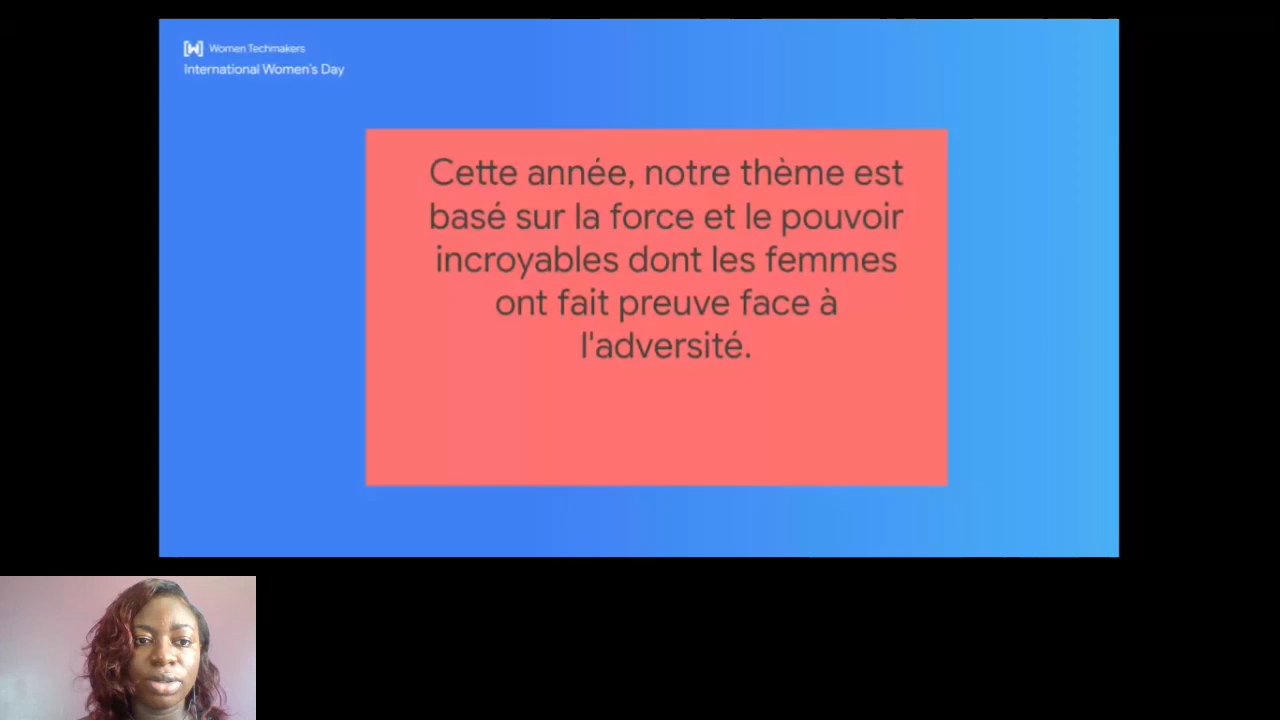 Women Techmakers
International Women's Day
Cette année, notre thème est
basé sur la force et le pouvoir
incroyables dont les femmes
ont fait preuve face à
l'adversité.